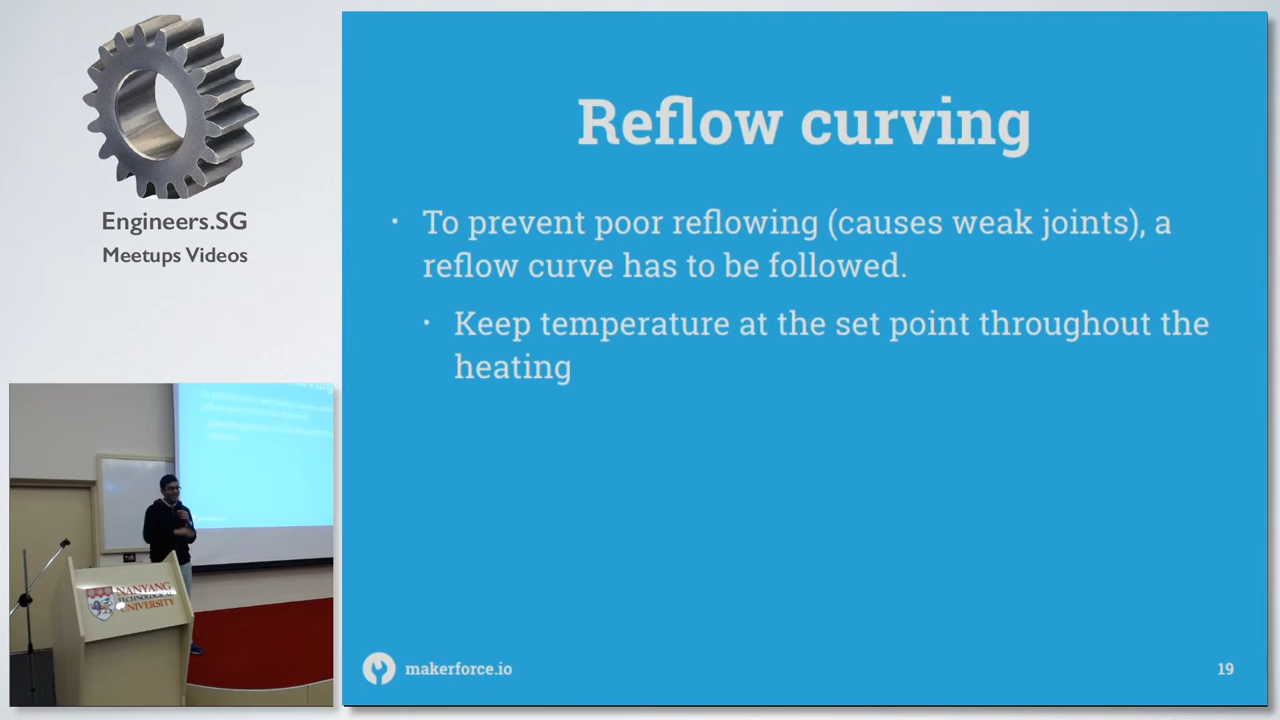 Engineers.SG
Meetups Videos
Reflow curving
• To prevent poor reflowing (causes weak joints), a
reflow curve has to be followed.
• Keep temperature at the set point throughout the
heating
NANYANG
TECHNOLOGICAL
UNIVERSITY
makerforce.io
19